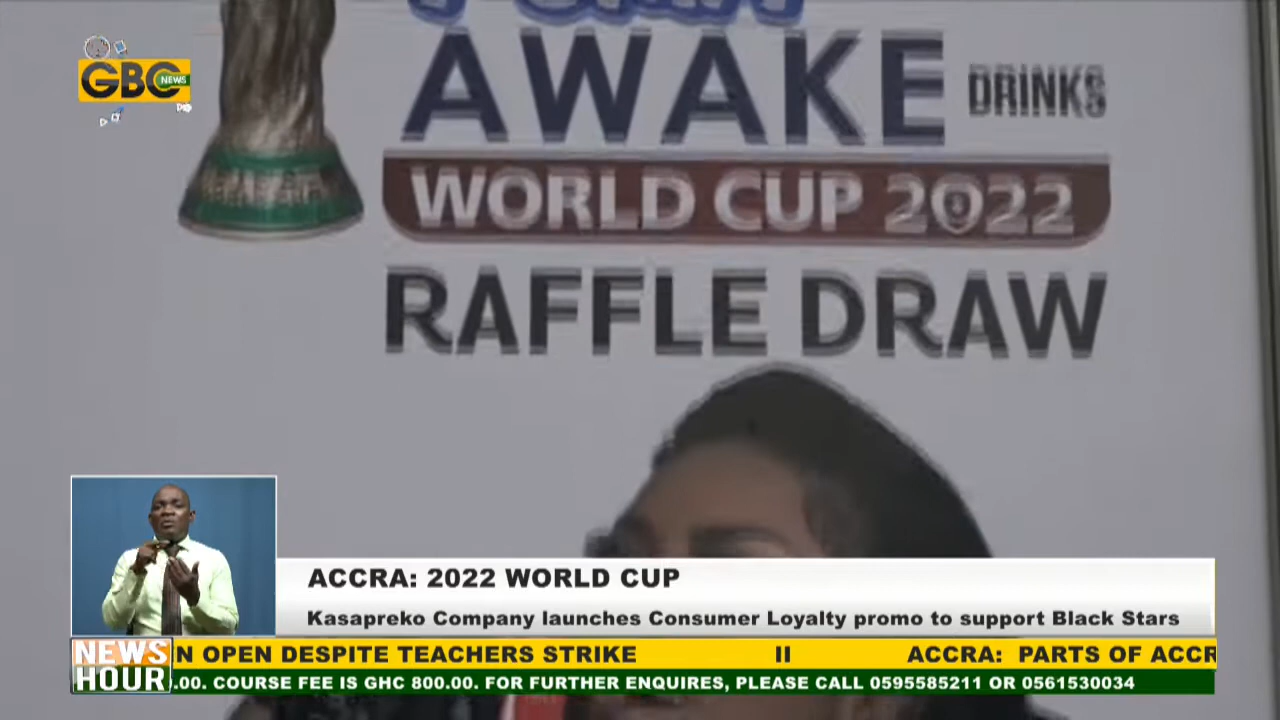 GBC NEWS
AWAKE DRINKS
WORLD CUP 2022
RAFFLE DRAW
ACCRA: 2022 WORLD CUP
Kasapreko Company launches Consumer Loyalty promo to support Black Stars
NEWS HOUR
N OPEN DESPITE TEACHERS STRIKE II ACCRA: PARTS OF ACCR
.00. COURSE FEE IS GHC 800.00. FOR FURTHER ENQUIRES, PLEASE CALL 0595585211 OR 0561530034